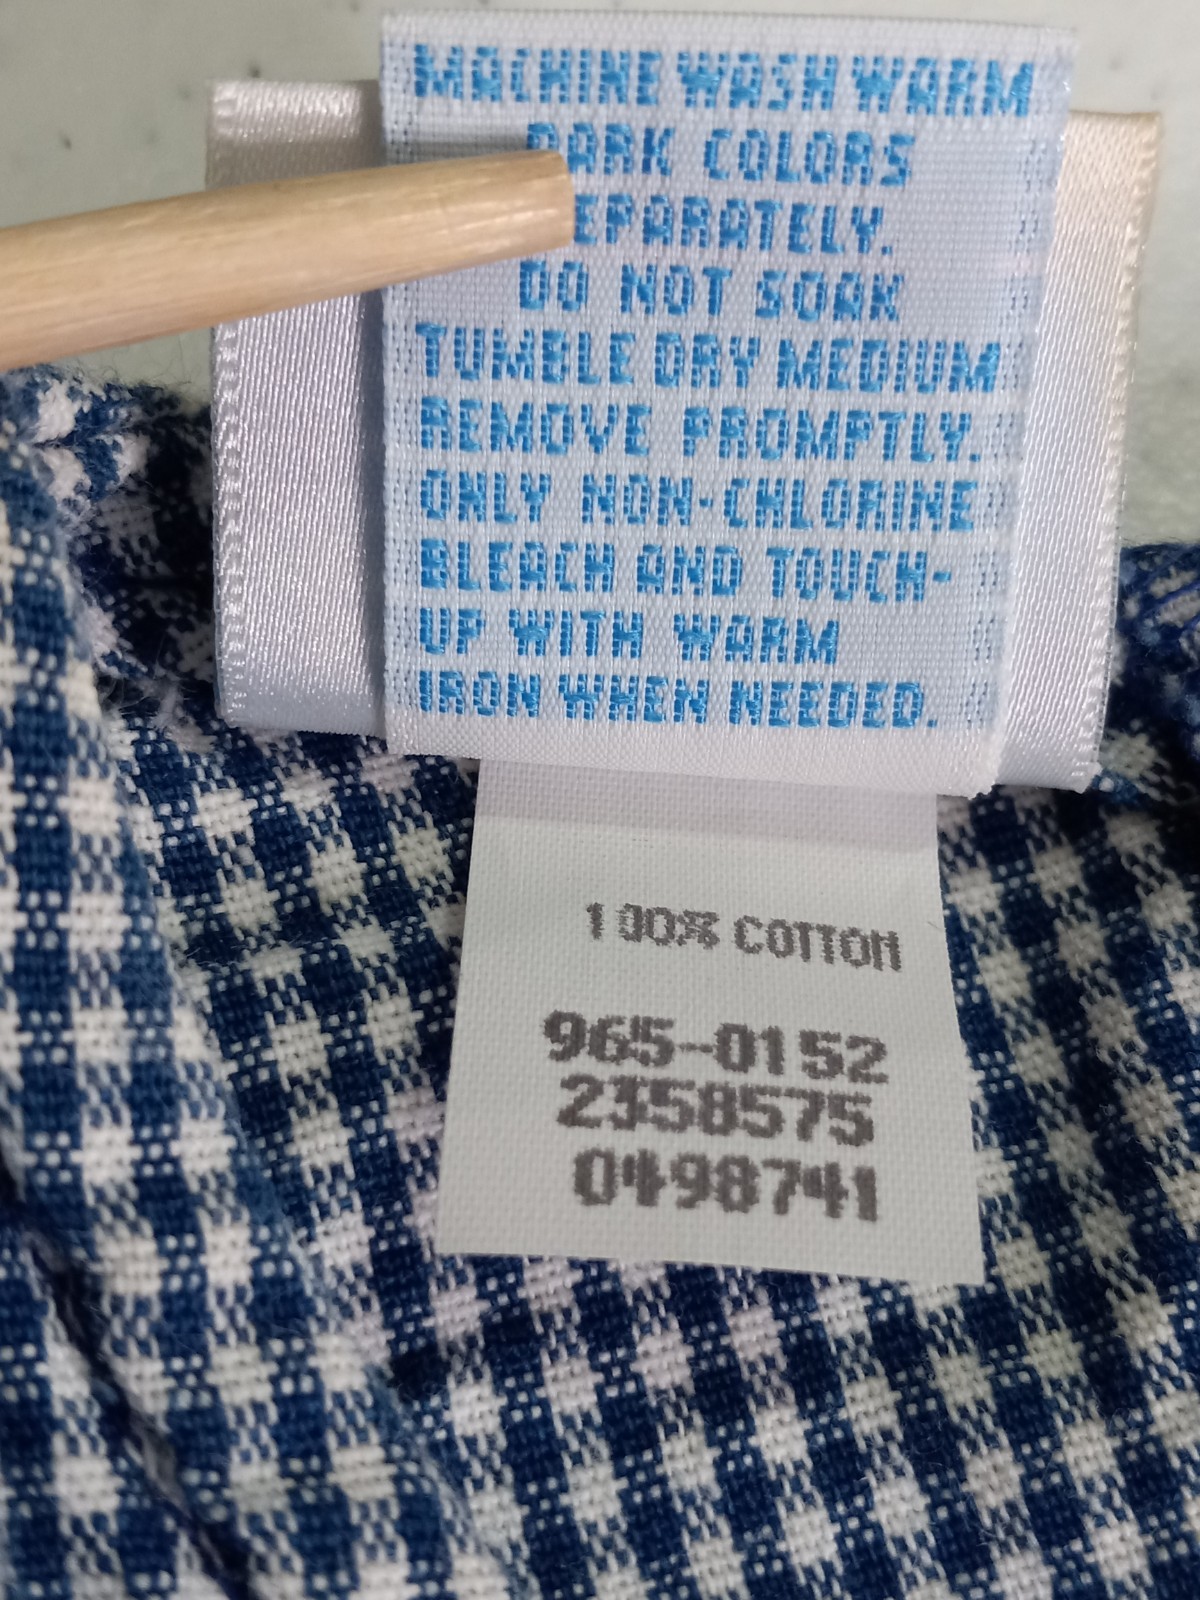 MACHINE WASH WARM
DARK COLORS
SEPARATELY.
DO NOT SOAK
TUMBLE DRY MEDIUM
REMOVE PROMPTLY.
ONLY NON-CHLORINE
BLEACH AND TOUCH-
UP WITH WARM
IRON WHEN NEEDED.
100% COTTON
965-0152
2358575
0498741